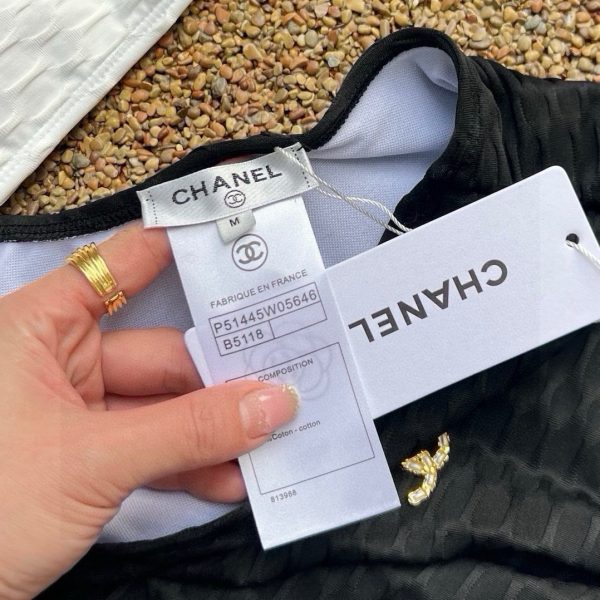 CHANEL
M
FABRIQUE EN FRANCE
P51445W05646
B5118
COMPOSITION
Coton - cotton
813968
CHANEL